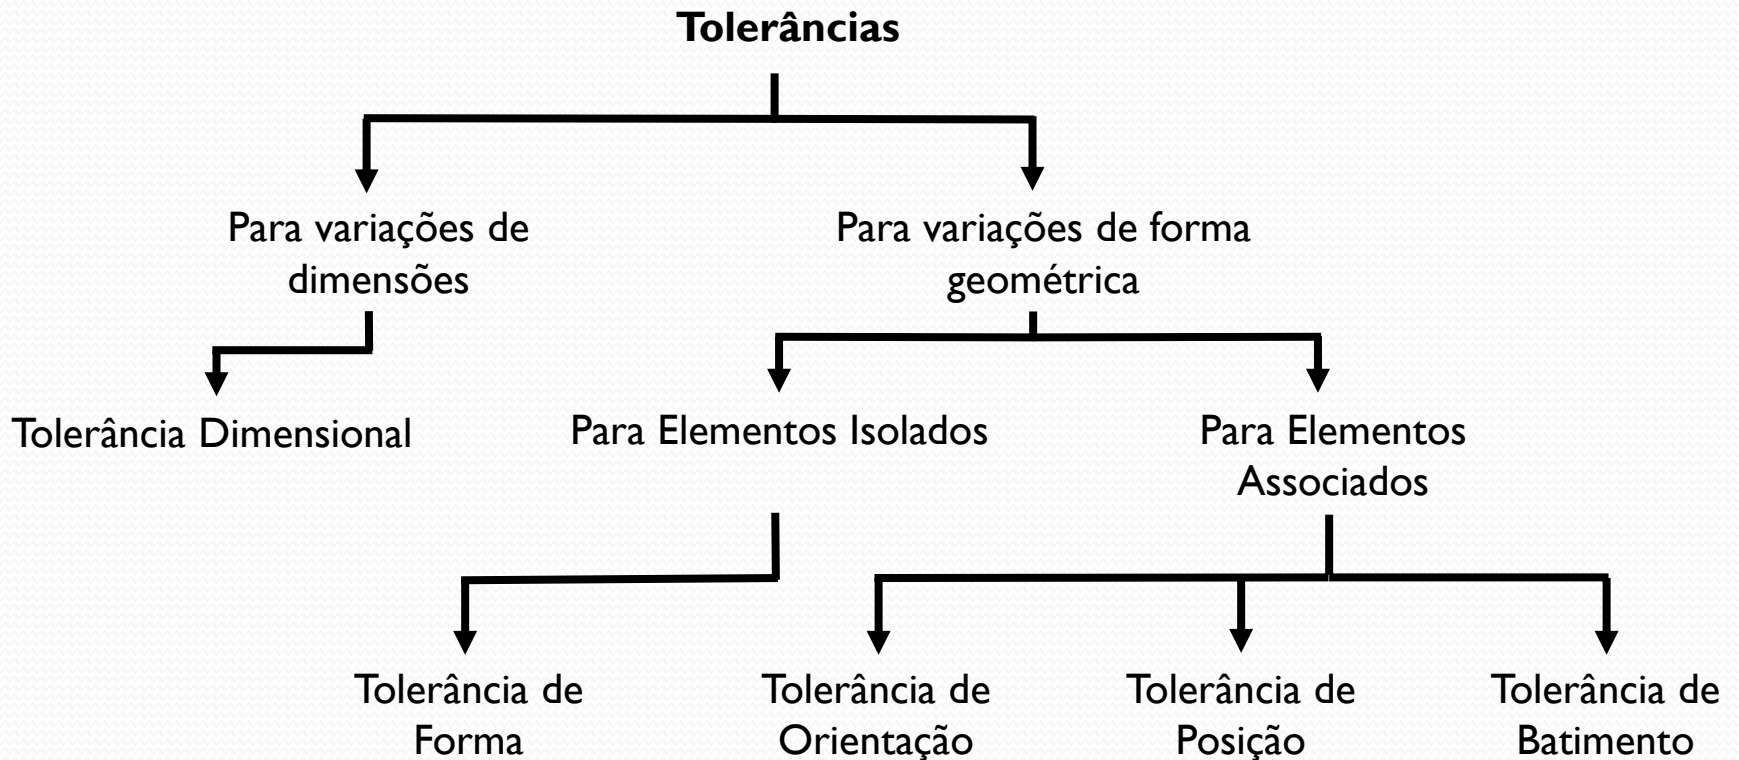 Tolerâncias
Para variações de
dimensões
Para variações de forma
geométrica
Tolerância Dimensional
Para Elementos Isolados
Para Elementos
Associados
Tolerância de
Forma
Tolerância de
Orientação
Tolerância de
Posição
Tolerância de
Batimento